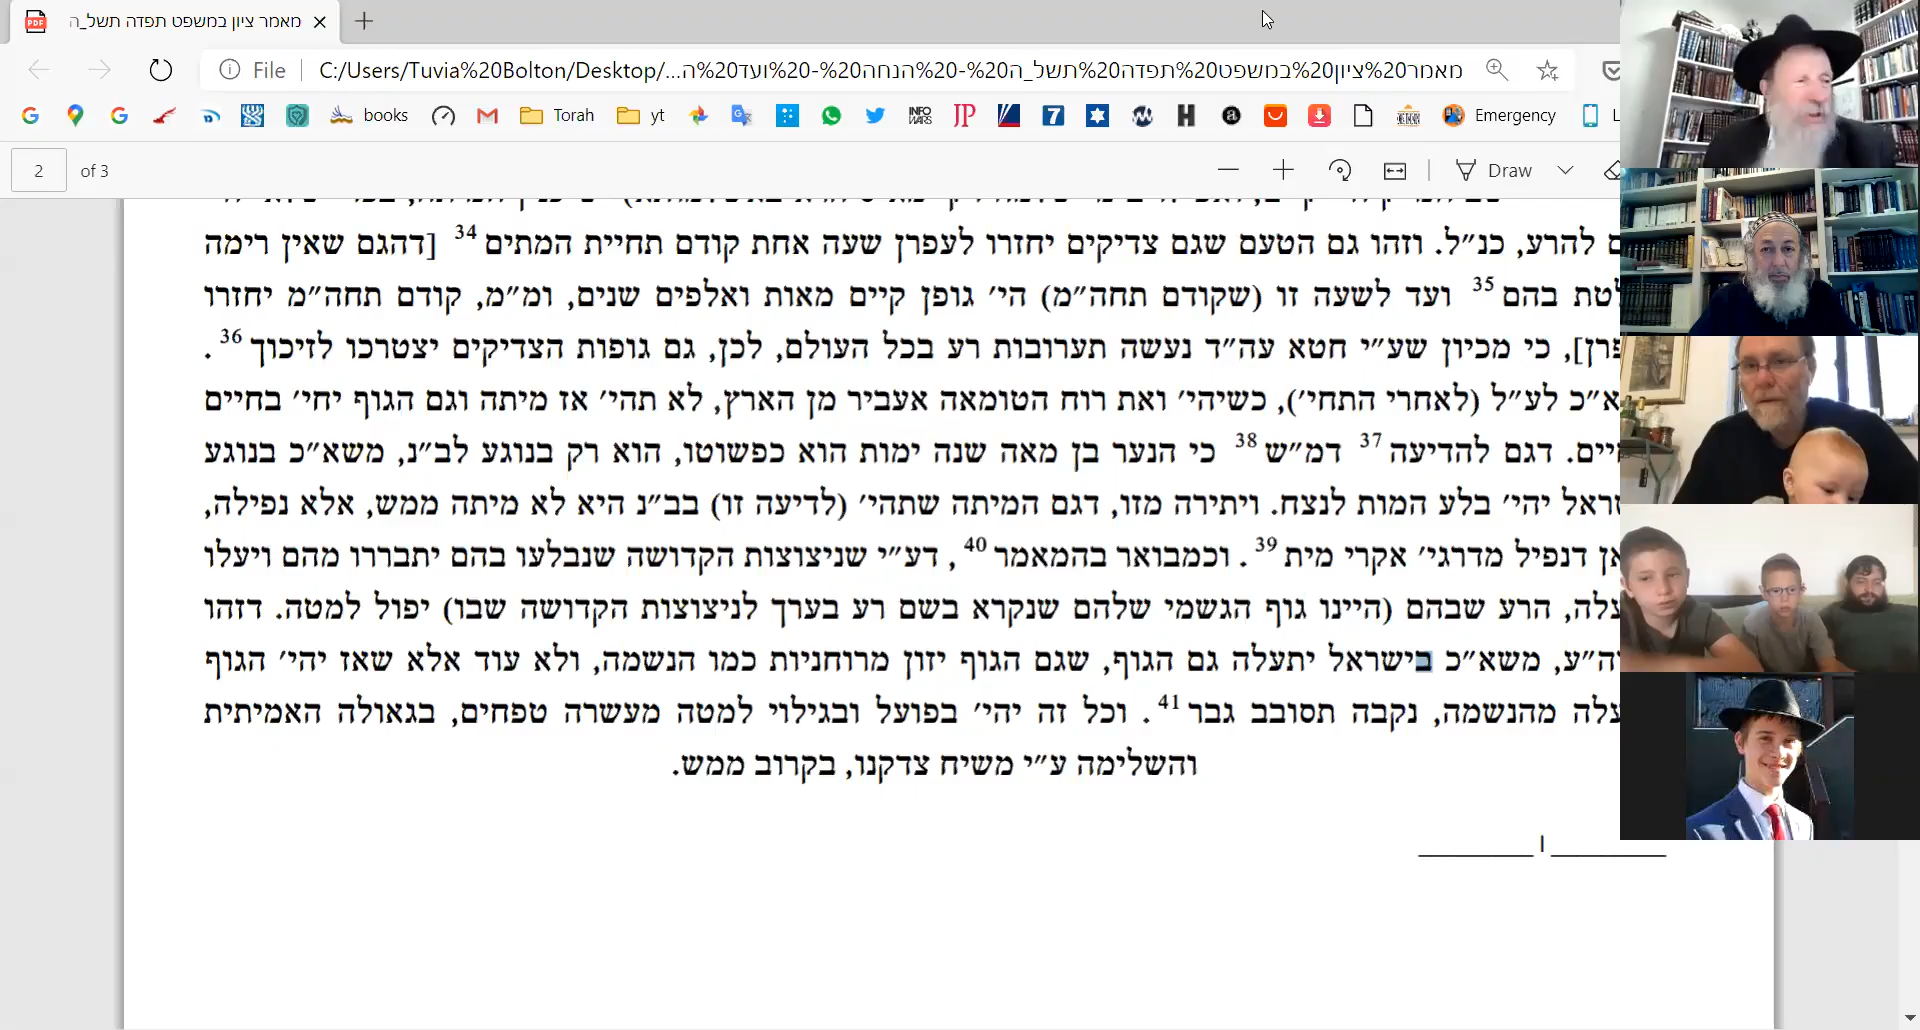 מאמר ציון במשפט תפדה תשל_ה
File
C:/Users/Tuvia%20Bolton/Desktop/...מאמר%20ציון%20במשפט%20תפדה%20תשל_ה%20-%20הנחה%20-%20ועד%20ה
books
Torah
yt
INFO WARS
JP
7
H
a
Emergency
2 of 3
Draw
להרע, כנ״ל. וזהו גם הטעם שגם צדיקים יחזרו לעפרן שעה אחת קודם תחיית המתים 34 [דהגם שאין רימה
בהם 35 ועד לשעה זו (שקודם תחה״מ) הי׳ גופן קיים מאות ואלפים שנים, ומ״מ, קודם תחה״מ יחזרו
כי מכיון שע״י חטא עה״ד נעשה תערובות רע בכל העולם, לכן, גם גופות הצדיקים יצטרכו לזיכוך 36.
לע״ל (לאחרי התחי׳), כשיהי׳ ואת רוח הטומאה אעביר מן הארץ, לא תהי׳ אז מיתה וגם הגוף יחי׳ בחיים
דגם להדיעה 37 דמ״ש 38 כי הנער בן מאה שנה ימות הוא כפשוטו, הוא רק בנוגע לב״נ, משא״כ בנוגע
יהי׳ בלע המות לנצח. ויתירה מזו, דגם המיתה שתהי׳ (לדיעה זו) בב״נ היא לא מיתה ממש, אלא נפילה,
דנפיל מדרגי׳ אקרי מית 39. וכמבואר בהמאמר 40, דע״י שניצוצות הקדושה שנבלעו בהם יתבררו מהם ויעלו
הרע שבהם (היינו גוף הגשמי שלהם שנקרא בשם רע בערך לניצוצות הקדושה שבו) יפול למטה. דזהו
משא״כ בישראל יתעלה גם הגוף, שגם הגוף יזון מרוחניות כמו הנשמה, ולא עוד אלא שאז יהי׳ הגוף
מהנשמה, נקבה תסובב גבר 41. וכל זה יהי׳ בפועל ובגילוי למטה מעשרה טפחים, בגאולה האמיתית
והשלימה ע״י משיח צדקנו, בקרוב ממש.